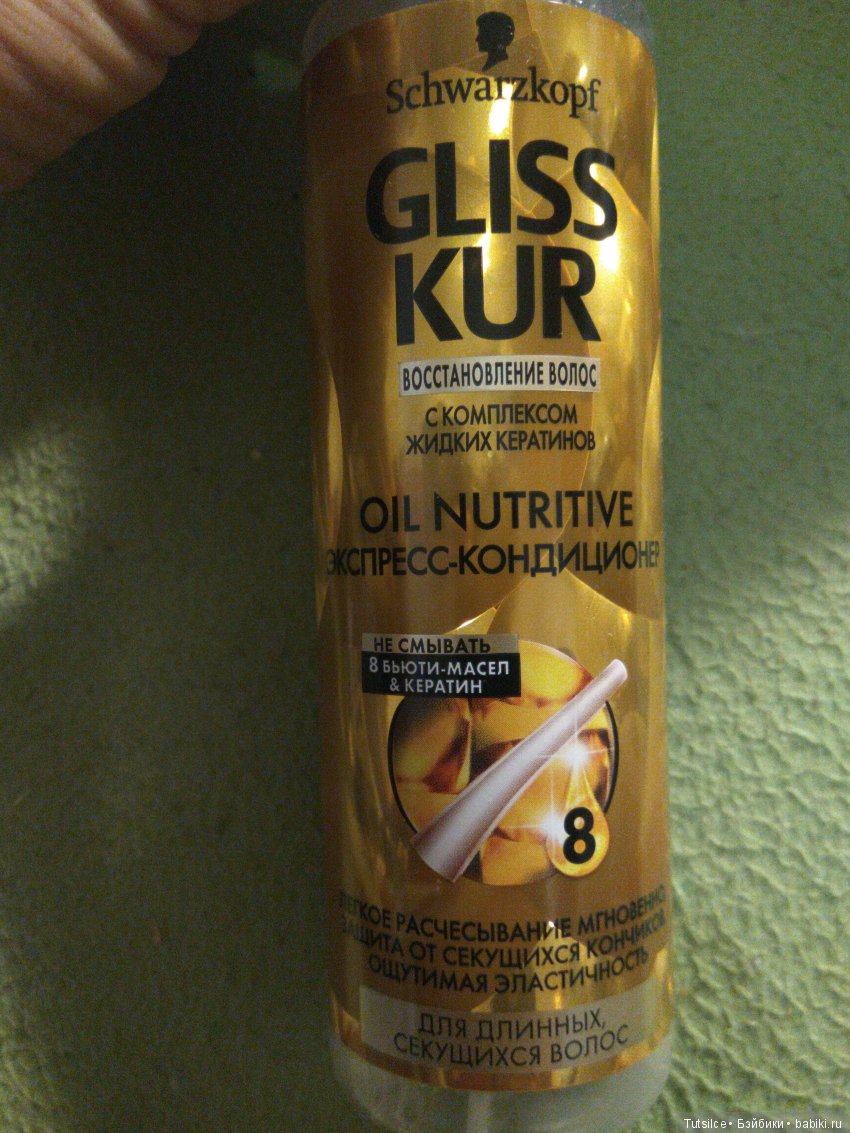 Schwarzkopf
GLISS
KUR
ВОССТАНОВЛЕНИЕ ВОЛОС
С КОМПЛЕКСОМ
ЖИДКИХ КЕРАТИНОВ
OIL NUTRITIVE
ЭКСПРЕСС-КОНДИЦИОНЕР
НЕ СМЫВАТЬ
8 БЬЮТИ-МАСЕЛ
& КЕРАТИН
8
ЛЕГКОЕ РАСЧЕСЫВАНИЕ МГНОВЕННО,
ЗАЩИТА ОТ СЕКУЩИХСЯ КОНЧИКОВ,
ОЩУТИМАЯ ЭЛАСТИЧНОСТЬ
ДЛЯ ДЛИННЫХ,
СЕКУЩИХСЯ ВОЛОС
Tutsilce • Бэйбики • babiki.ru